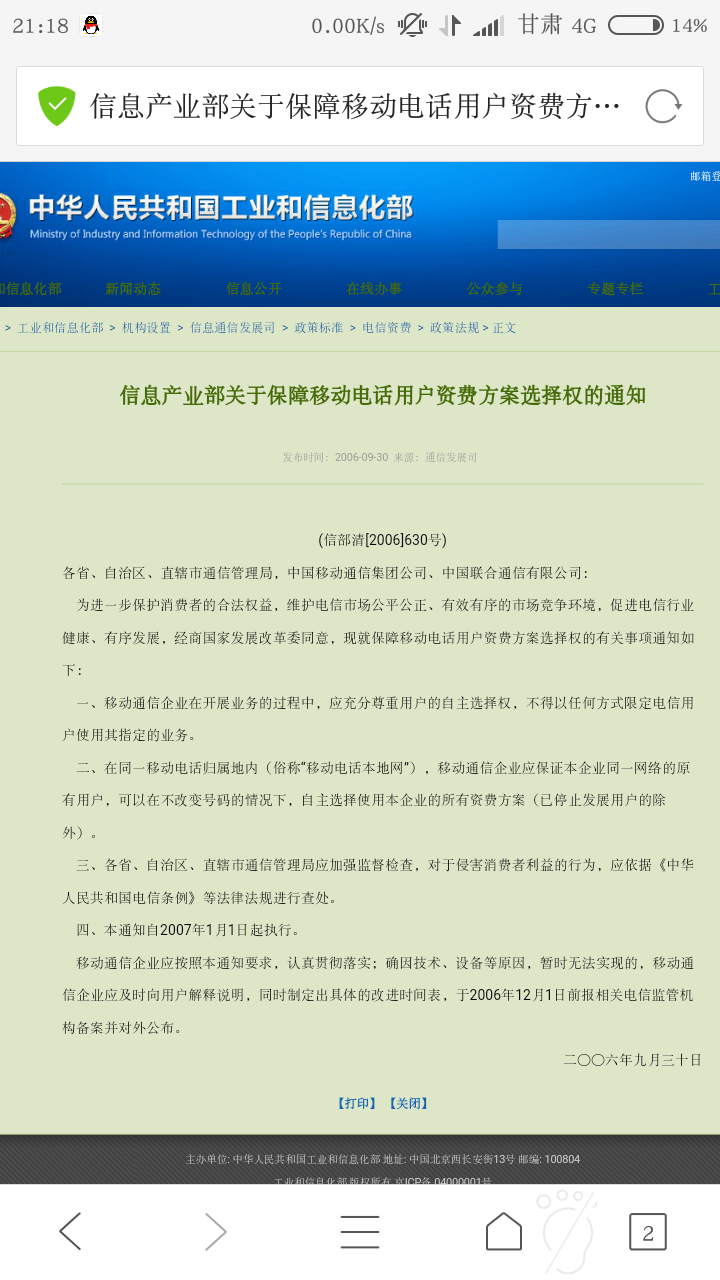 21:18 0.00K/s 甘肃 4G 14%
信息产业部关于保障移动电话用户资费方…
邮箱登
中华人民共和国工业和信息化部
Ministry of Industry and Information Technology of the People's Republic of China
和信息化部 新闻动态 信息公开 在线办事 公众参与 专题专栏 工
> 工业和信息化部 > 机构设置 > 信息通信发展司 > 政策标准 > 电信资费 > 政策法规 > 正文
信息产业部关于保障移动电话用户资费方案选择权的通知
发布时间：2006-09-30 来源：通信发展司
(信部清[2006]630号)
各省、自治区、直辖市通信管理局，中国移动通信集团公司、中国联合通信有限公司：
为进一步保护消费者的合法权益，维护电信市场公平公正、有效有序的市场竞争环境，促进电信行业
健康、有序发展，经商国家发展改革委同意，现就保障移动电话用户资费方案选择权的有关事项通知如
下：
一、移动通信企业在开展业务的过程中，应充分尊重用户的自主选择权，不得以任何方式限定电信用
户使用其指定的业务。
二、在同一移动电话归属地内（俗称“移动电话本地网”），移动通信企业应保证本企业同一网络的原
有用户，可以在不改变号码的情况下，自主选择使用本企业的所有资费方案（已停止发展用户的除
外）。
三、各省、自治区、直辖市通信管理局应加强监督检查，对于侵害消费者利益的行为，应依据《中华
人民共和国电信条例》等法律法规进行查处。
四、本通知自2007年1月1日起执行。
移动通信企业应按照本通知要求，认真贯彻落实；确因技术、设备等原因，暂时无法实现的，移动通
信企业应及时向用户解释说明，同时制定出具体的改进时间表，于2006年12月1日前报相关电信监管机
构备案并对外公布。
二〇〇六年九月三十日
【打印】 【关闭】
主办单位: 中华人民共和国工业和信息化部 地址: 中国北京西长安街13号 邮编: 100804
工业和信息化部 版权所有 京ICP备 04000001号
2